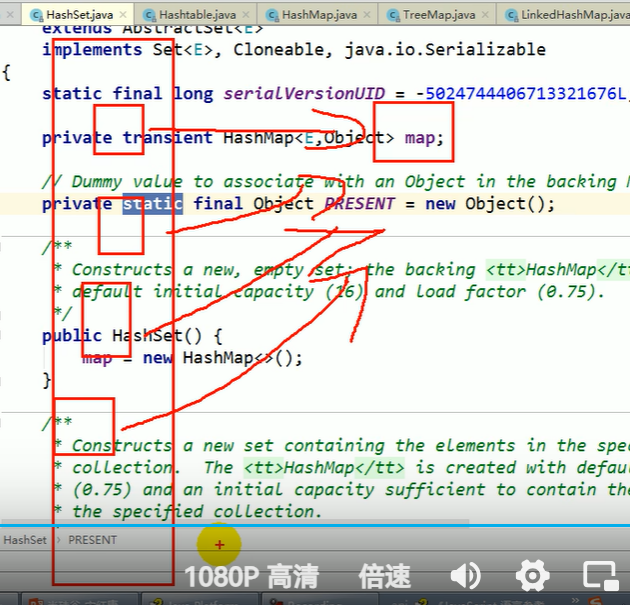 HashSet.java Hashtable.java HashMap.java TreeMap.java LinkedHashMap.java
extends AbstractSet<E>
implements Set<E>, Cloneable, java.io.Serializable
{
static final long serialVersionUID = -5024744406713321676L
private transient HashMap<E,Object> map;
// Dummy value to associate with an Object in the backing
private static final Object PRESENT = new Object();
/**
* Constructs a new, empty set; the backing <tt>HashMap</tt
* default initial capacity (16) and load factor (0.75).
*/
public HashSet() {
map = new HashMap<>();
}
/**
* Constructs a new set containing the elements in the spe
* collection. The <tt>HashMap</tt> is created with defaul
* (0.75) and an initial capacity sufficient to contain the
* the specified collection.
HashSet › PRESENT
1080P 高清 倍速